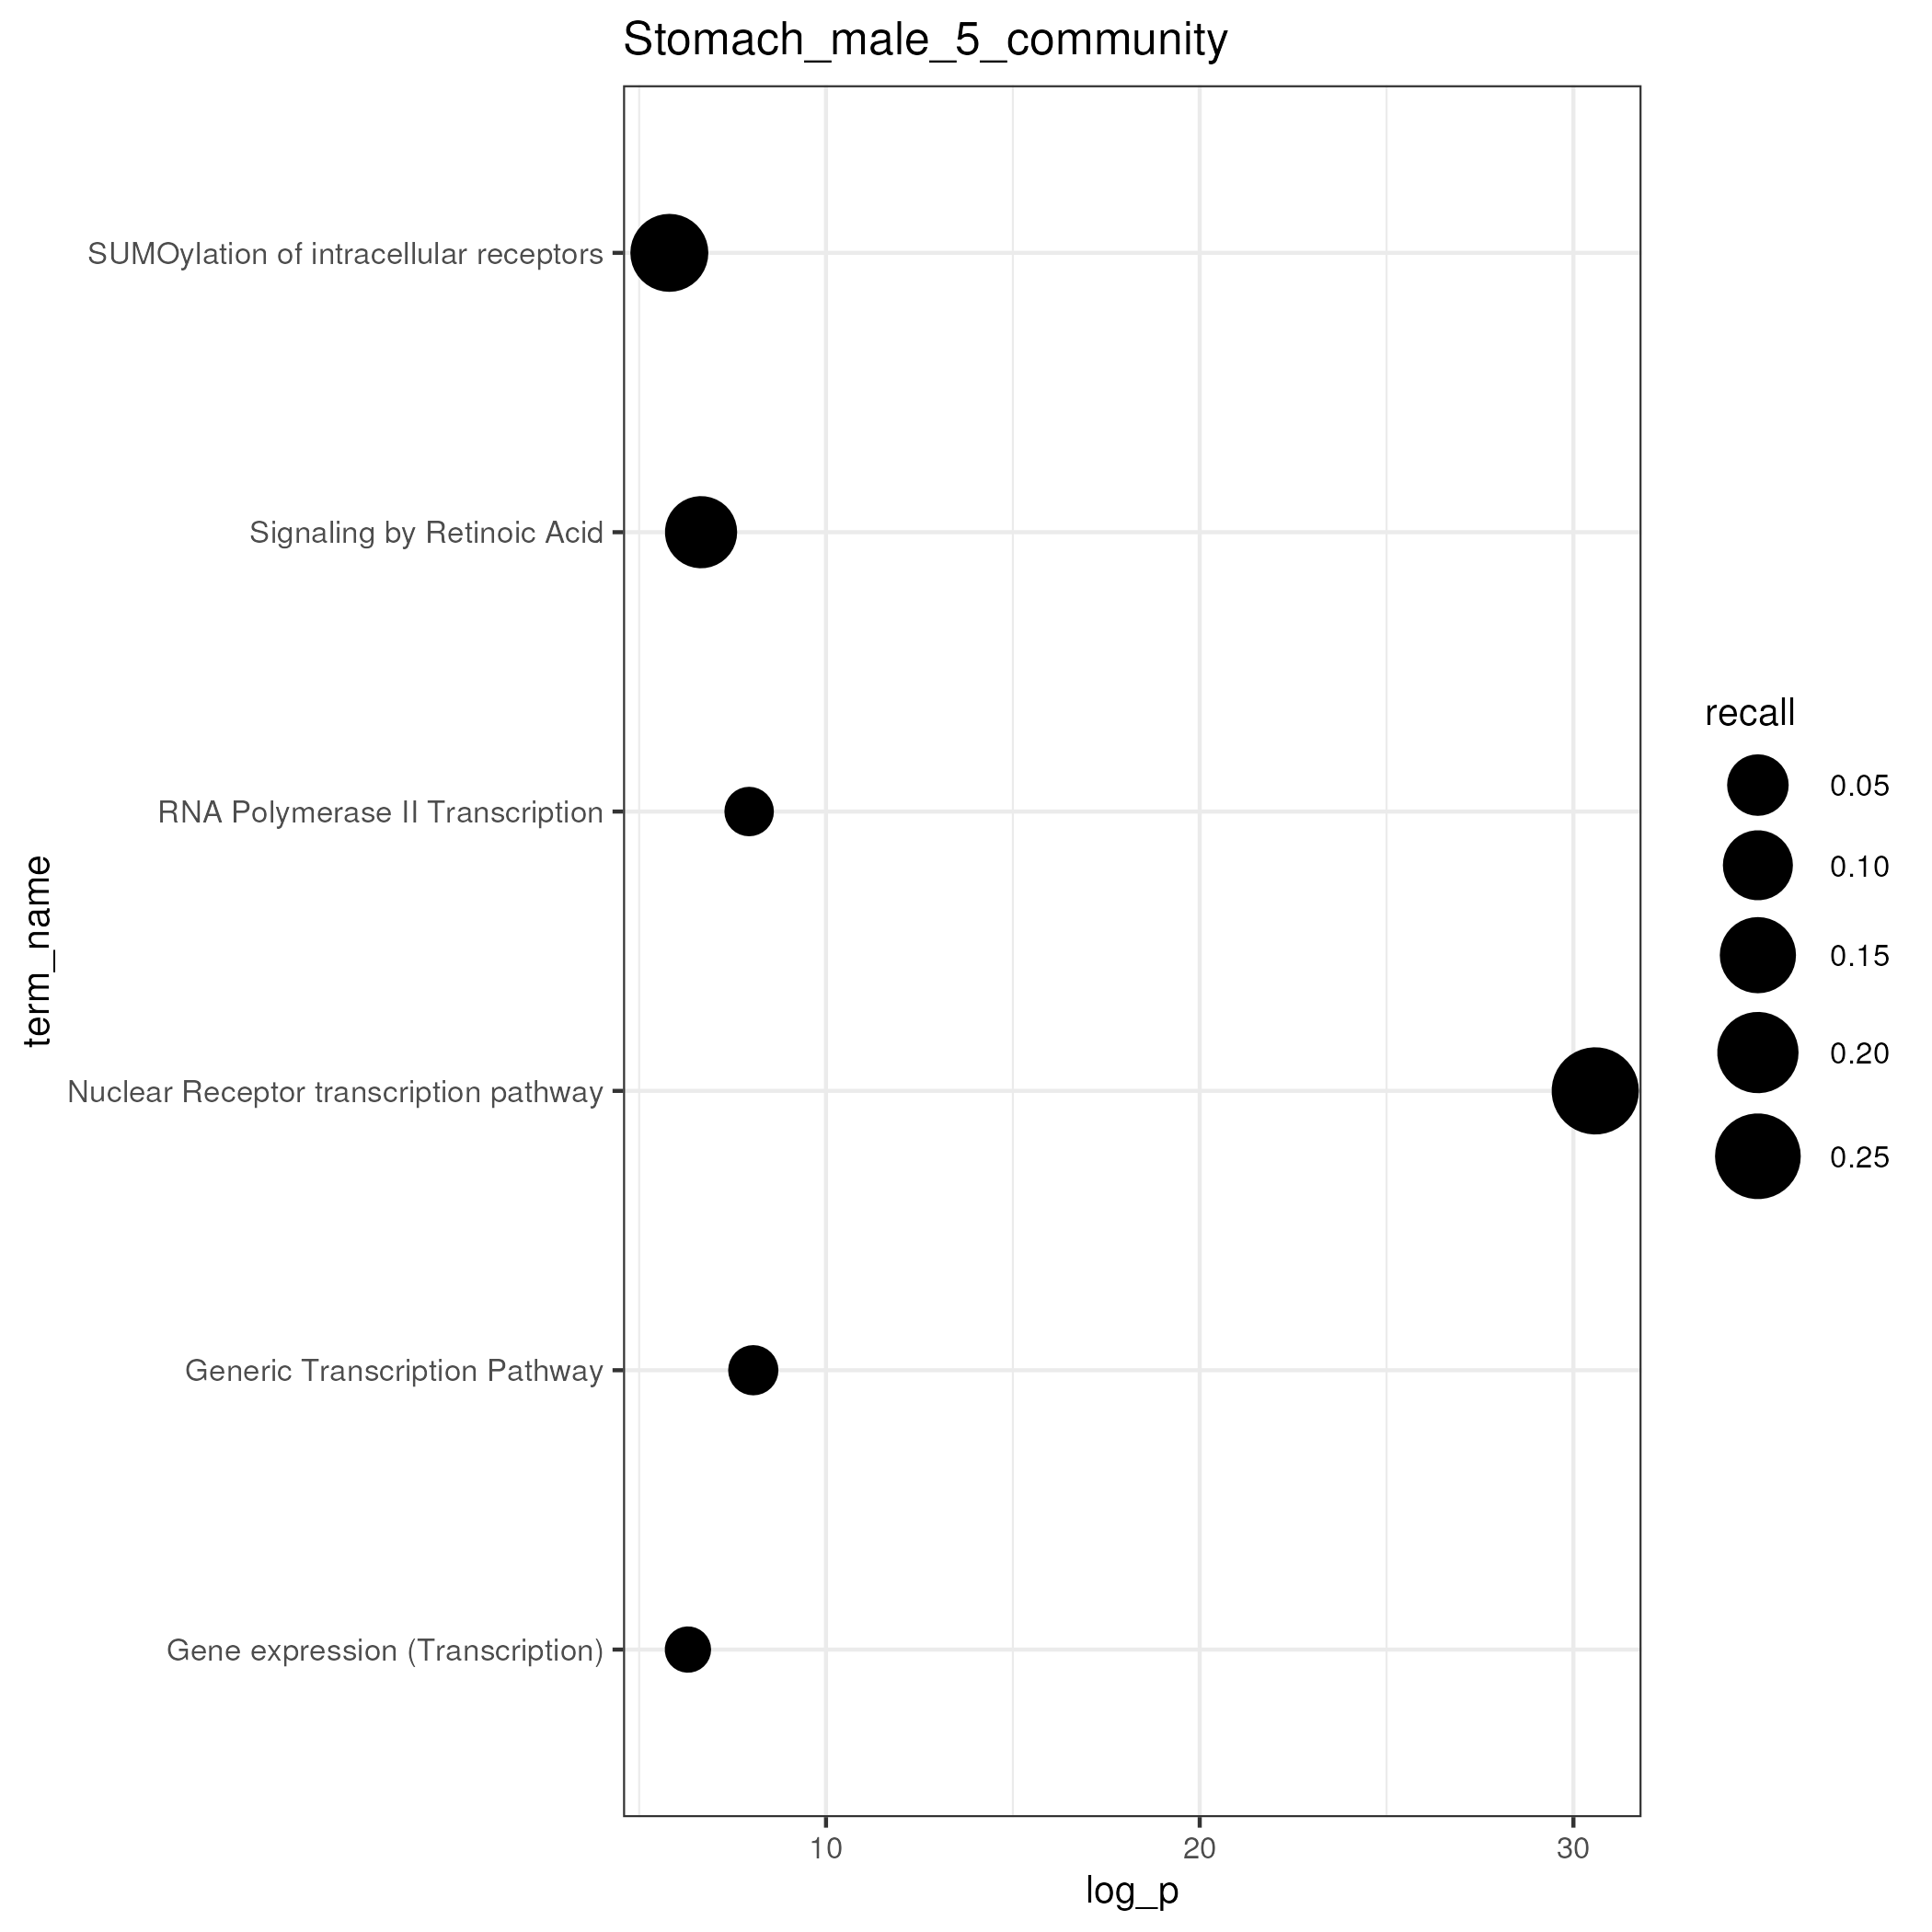 Stomach_male_5_community
SUMOylation of intracellular receptors
Signaling by Retinoic Acid
RNA Polymerase II Transcription
Nuclear Receptor transcription pathway
Generic Transcription Pathway
Gene expression (Transcription)
term_name
10
20
30
log_p
recall
0.05
0.10
0.15
0.20
0.25